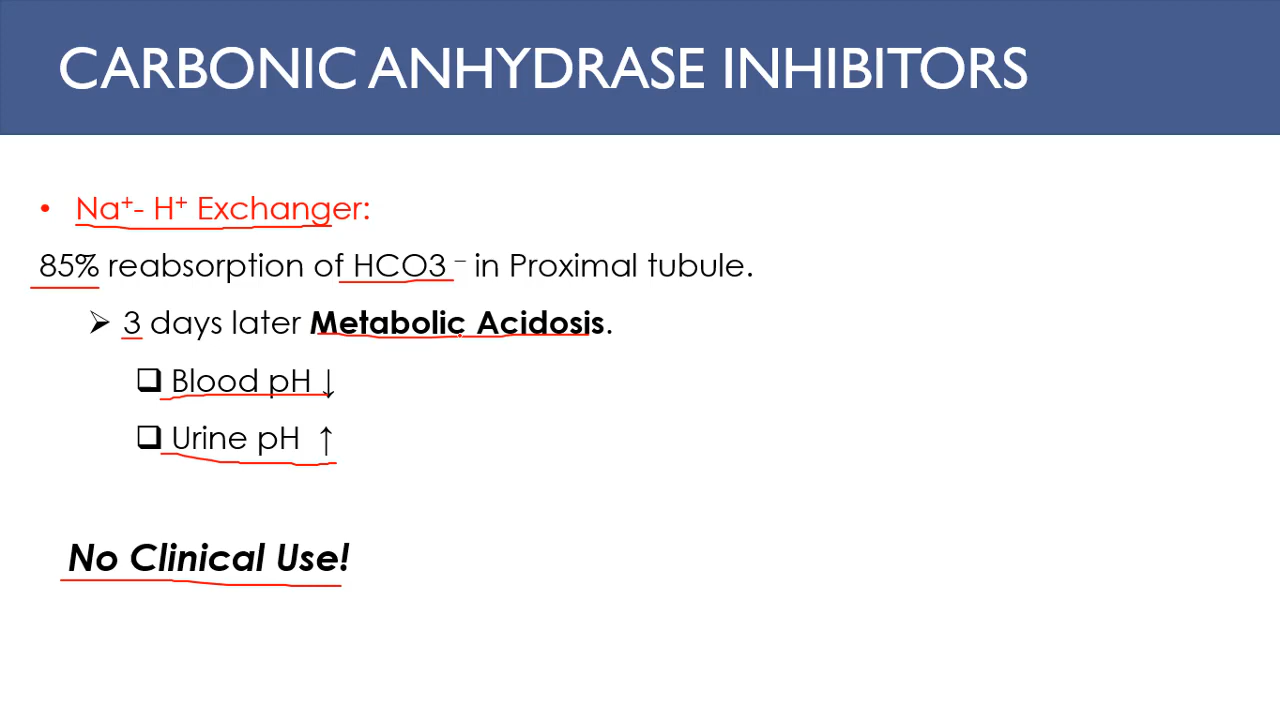 CARBONIC ANHYDRASE INHIBITORS
• Na⁺- H⁺ Exchanger:
85% reabsorption of HCO3 ⁻ in Proximal tubule.
➢ 3 days later Metabolic Acidosis.
❑ Blood pH ↓
❑ Urine pH ↑
No Clinical Use!